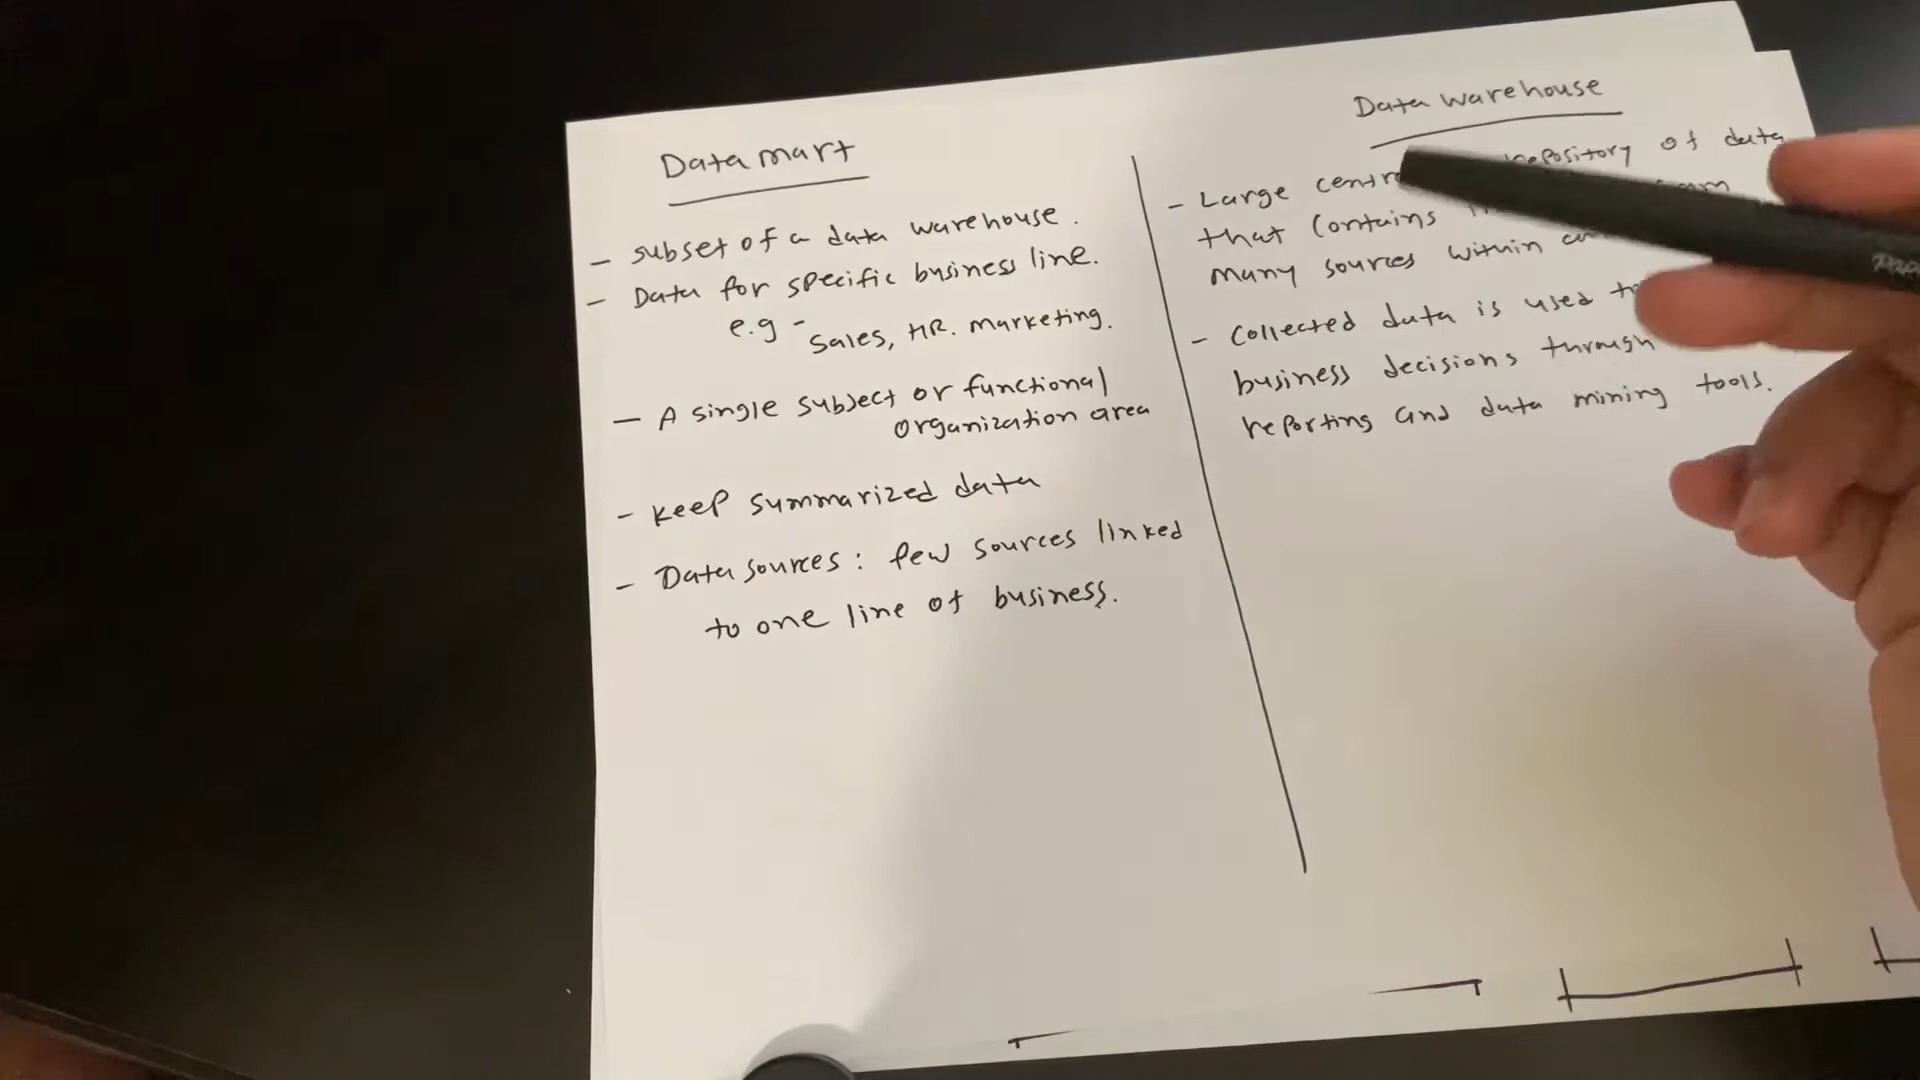 Data mart
- subset of a data warehouse.
- Data for specific business line.
e.g - Sales, HR. marketing.
- A single subject or functional
organization area
- keep summarized data
- Data sources: few sources linked
to one line of business.
Data warehouse
- Large repository of data
that contains
many sources within
- Collected data is used
business decisions through
reporting and data mining tools.